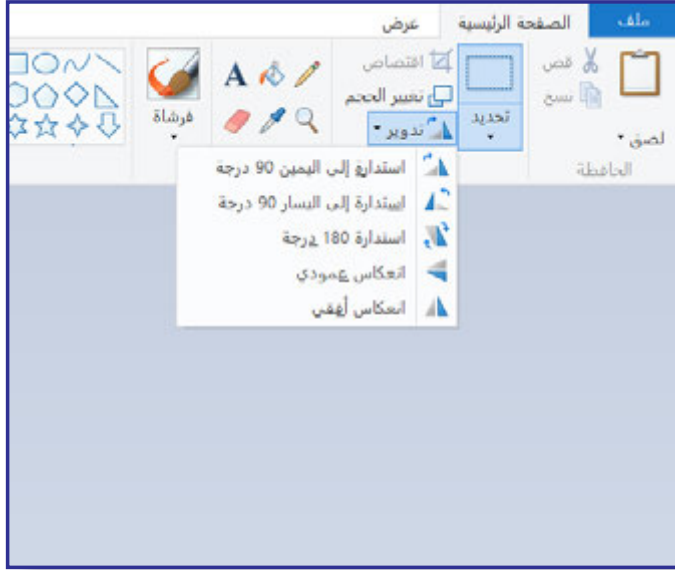 ملف الصفحة الرئيسية عرض
لصق
قص
نسخ
الحافظة
تحديد
اقتصاص
تغيير الحجم
تدوير
A
فرشاة
استدارة إلى اليمين 90 درجة
استدارة إلى اليسار 90 درجة
استدارة 180 درجة
انعكاس عمودي
انعكاس أفقي